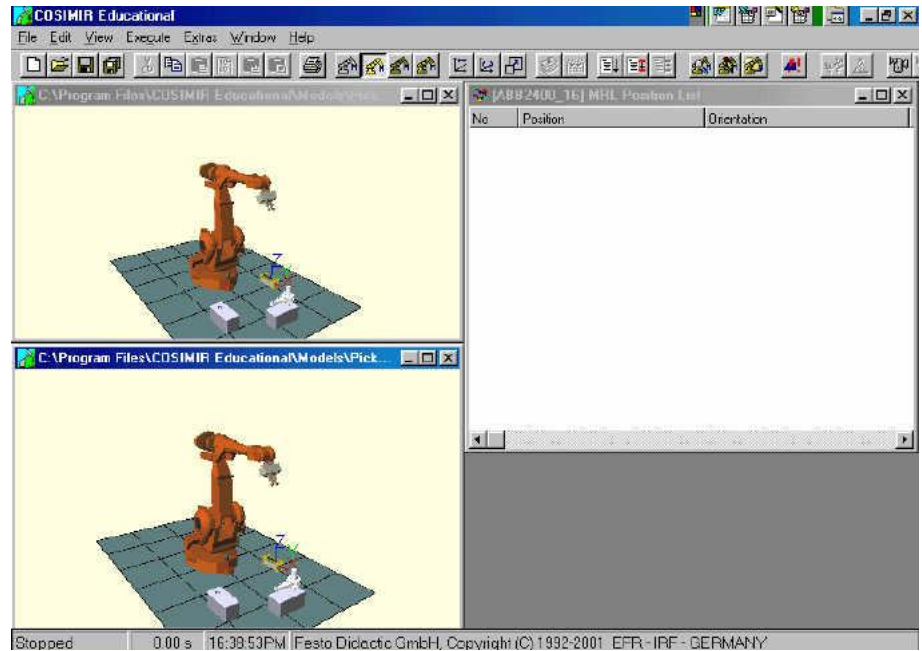 COSIMIR Educational
File Edit View Execute Extras Window Help
C:\Program Files\COSIMIR Educational\Models\Pick...
[ABB2400_16] MRL Position List
No Position Orientation
C:\Program Files\COSIMIR Educational\Models\Pick...
Stopped 0.00 s 16:38:53PM Festo Didactic GmbH, Copyright (C) 1992-2001 EFR - IRF - GERMANY